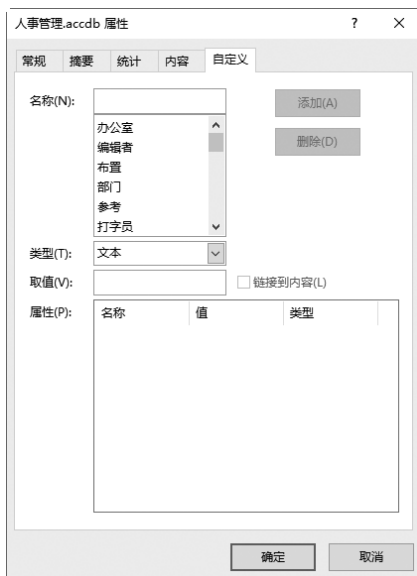 人事管理.accdb 属性
常规 摘要 统计 内容 自定义
名称(N):
添加(A)
办公室
删除(D)
编辑者
布置
部门
参考
打字员
类型(T): 文本
取值(V): 链接到内容(L)
属性(P): 名称 值 类型
确定 取消